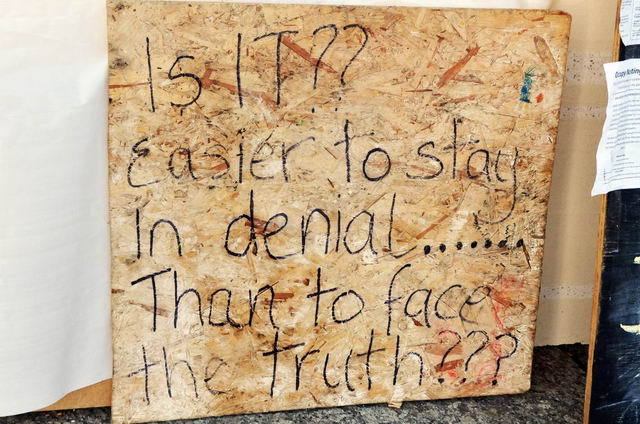 Is IT??
Easier to stay
In denial.......
Than to face
the truth???